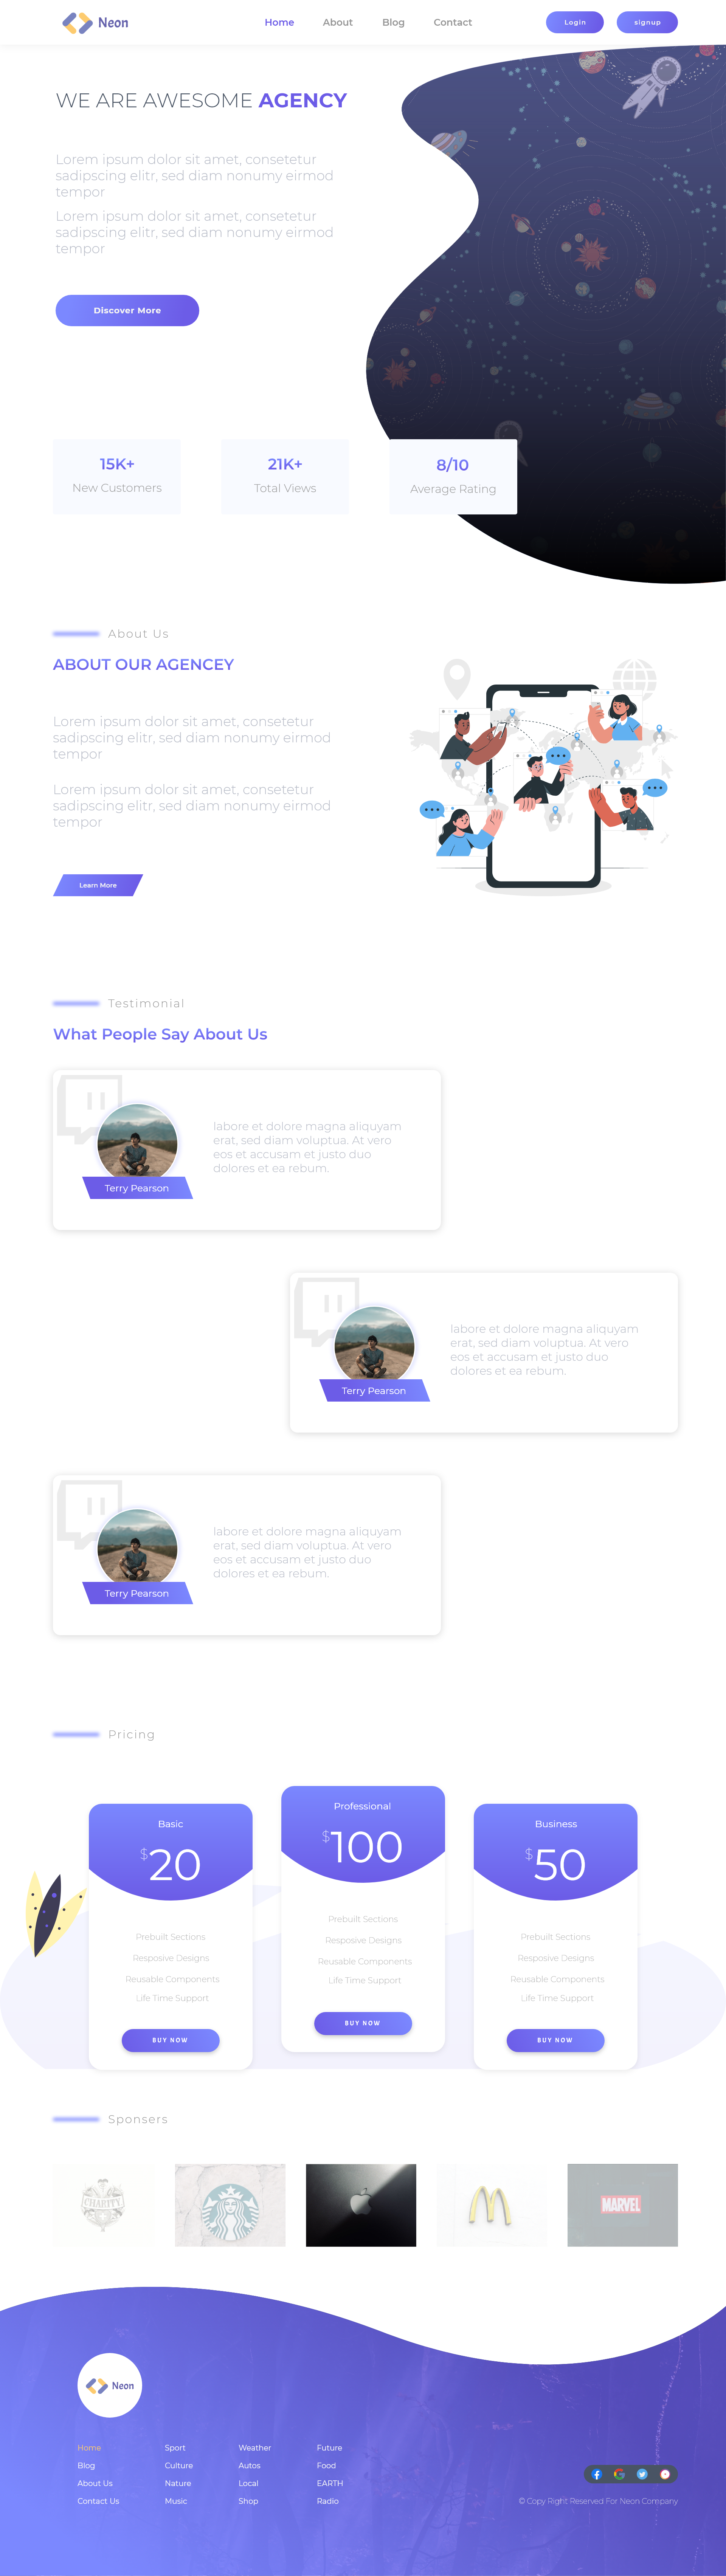 Neon
Home
About
Blog
Contact
Login
signup
WE ARE AWESOME AGENCY
Lorem ipsum dolor sit amet, consetetur
sadipscing elitr, sed diam nonumy eirmod
tempor
Lorem ipsum dolor sit amet, consetetur
sadipscing elitr, sed diam nonumy eirmod
tempor
Discover More
15K+
New Customers
21K+
Total Views
8/10
Average Rating
About Us
ABOUT OUR AGENCEY
Lorem ipsum dolor sit amet, consetetur
sadipscing elitr, sed diam nonumy eirmod
tempor
Lorem ipsum dolor sit amet, consetetur
sadipscing elitr, sed diam nonumy eirmod
tempor
Learn More
Testimonial
What People Say About Us
labore et dolore magna aliquyam
erat, sed diam voluptua. At vero
eos et accusam et justo duo
dolores et ea rebum.
Terry Pearson
labore et dolore magna aliquyam
erat, sed diam voluptua. At vero
eos et accusam et justo duo
dolores et ea rebum.
Terry Pearson
labore et dolore magna aliquyam
erat, sed diam voluptua. At vero
eos et accusam et justo duo
dolores et ea rebum.
Terry Pearson
Pricing
Basic
$20
Prebuilt Sections
Resposive Designs
Reusable Components
Life Time Support
BUY NOW
Professional
$100
Prebuilt Sections
Resposive Designs
Reusable Components
Life Time Support
BUY NOW
Business
$50
Prebuilt Sections
Resposive Designs
Reusable Components
Life Time Support
BUY NOW
Sponsers
CHARITY
MARVEL
Neon
Home
Blog
About Us
Contact Us
Sport
Culture
Nature
Music
Weather
Autos
Local
Shop
Future
Food
EARTH
Radio
© Copy Right Reserved For Neon Company